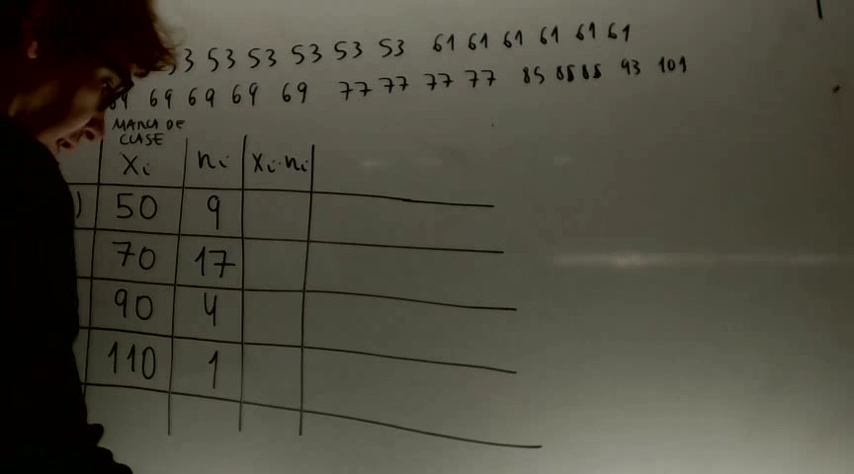 53 53 53 53 53 61 61 61 61 61 61
69 69 69 69 77 77 77 77 85 85 85 93 101
MARCA DE
CLASE
Xi ni Xi·ni
) 50 9
70 17
90 4
110 1